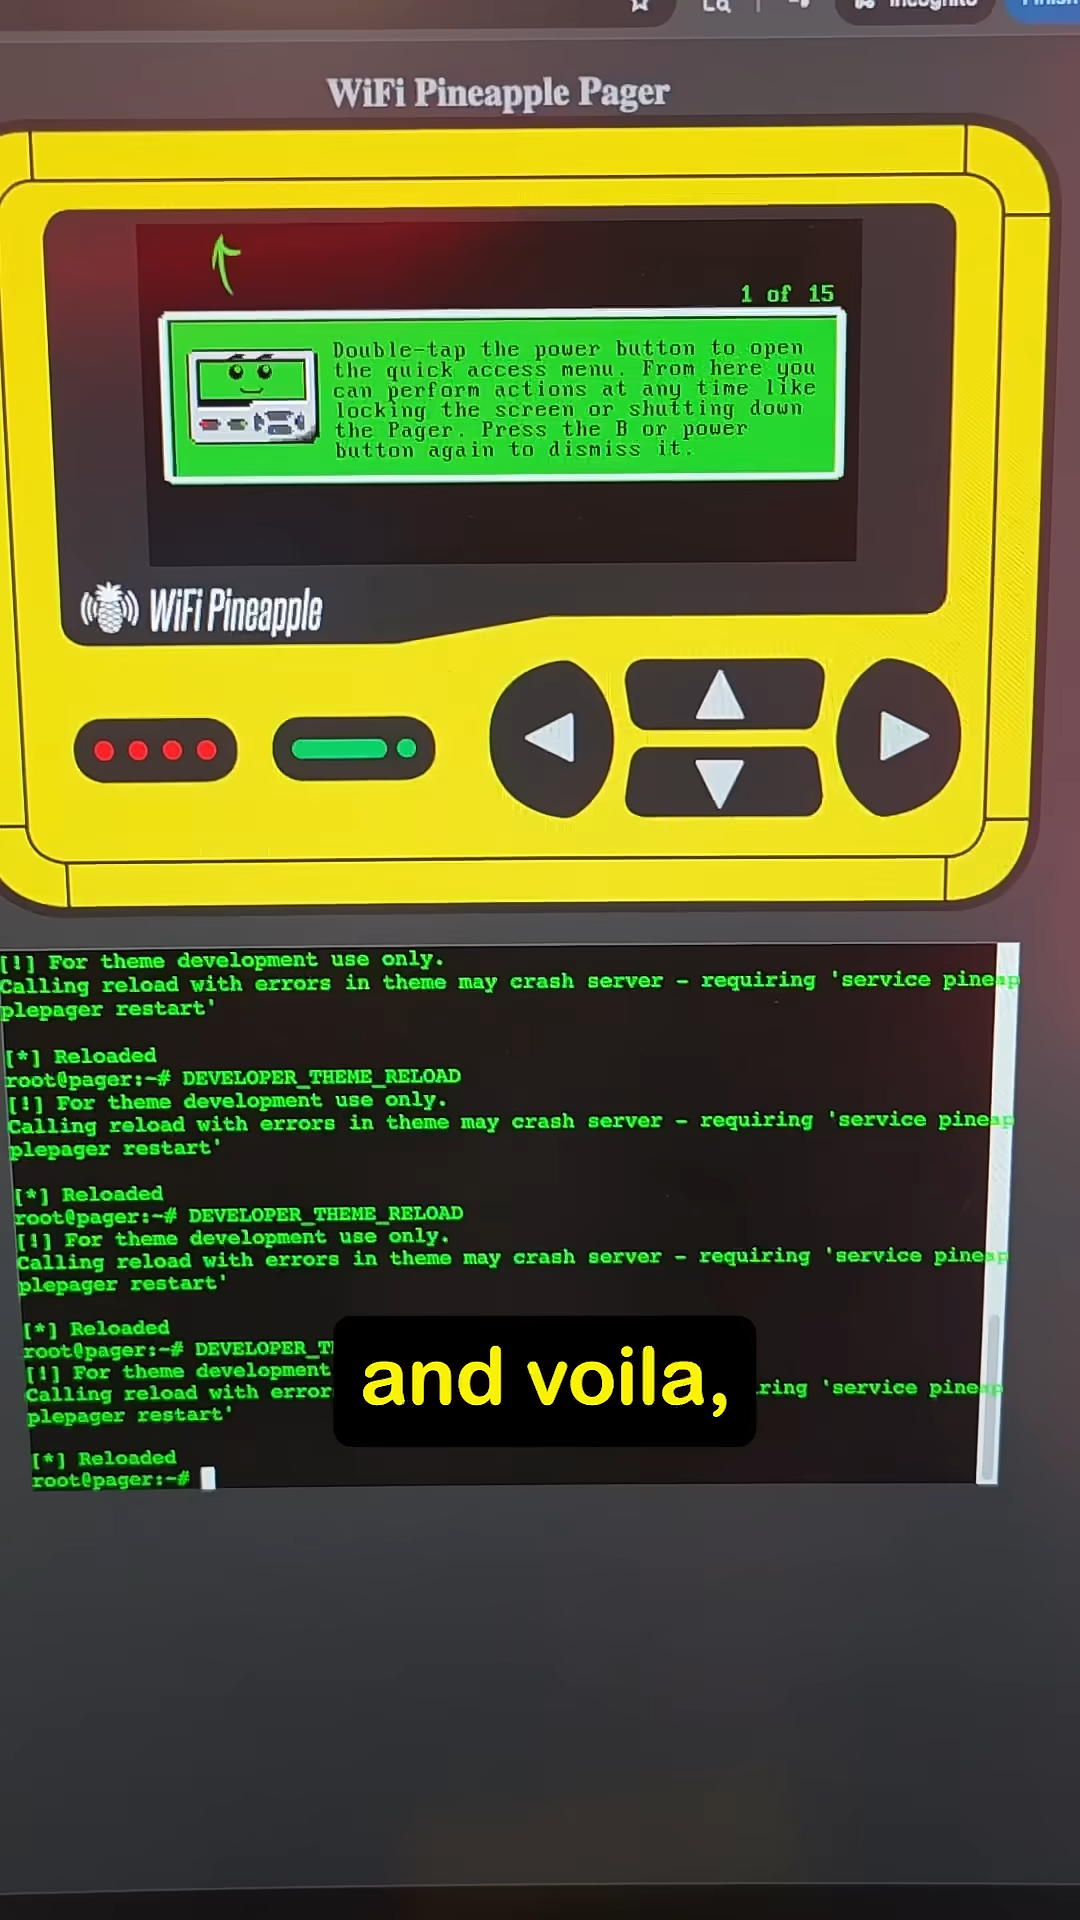 Incognito
Finish
WiFi Pineapple Pager
1 of 15
Double-tap the power button to open
the quick access menu. From here you
can perform actions at any time like
locking the screen or shutting down
the Pager. Press the B or power
button again to dismiss it.
WiFi Pineapple
[!] For theme development use only.
Calling reload with errors in theme may crash server - requiring 'service pineap
plepager restart'
[*] Reloaded
root@pager:~# DEVELOPER_THEME_RELOAD
[!] For theme development use only.
Calling reload with errors in theme may crash server - requiring 'service pineap
plepager restart'
[*] Reloaded
root@pager:~# DEVELOPER_THEME_RELOAD
[!] For theme development use only.
Calling reload with errors in theme may crash server - requiring 'service pineap
plepager restart'
[*] Reloaded
root@pager:~# DEVELOPER_T
[!] For theme development
Calling reload with error
ring 'service pineap
plepager restart'
and voila,
[*] Reloaded
root@pager:~#